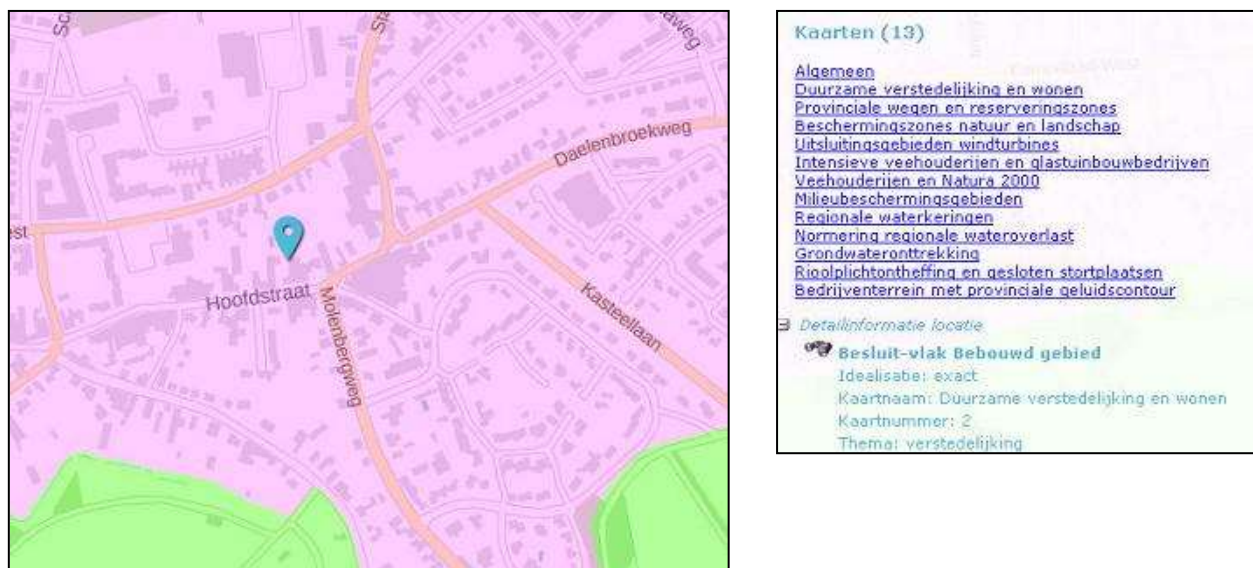 Daelenbroekweg
Hoofdstraat
Molenbergweg
Kasteellaan
Kaarten (13)
Algemeen
Duurzame verstedelijking en wonen
Provinciale wegen en reserveringszones
Beschermingszones natuur en landschap
Uitsluitingsgebieden windturbines
Intensieve veehouderijen en glastuinbouwbedrijven
Veehouderijen en Natura 2000
Milieubeschermingsgebieden
Regionale waterkeringen
Normering regionale wateroverlast
Grondwateronttrekking
Rioolplichtontheffing en gesloten stortplaatsen
Bedrijventerrein met provinciale geluidscontour
Detailinformatie locatie
Besluit-vlak Bebouwd gebied
Idealisatie: exact
Kaartnaam: Duurzame verstedelijking en wonen
Kaartnummer: 2
Thema: verstedelijking